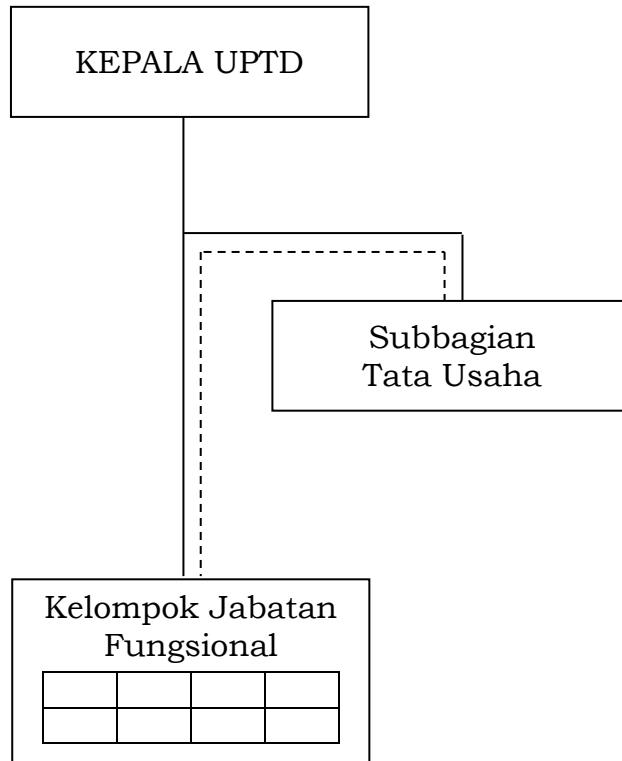 KEPALA UPTD
Subbagian
Tata Usaha
Kelompok Jabatan
Fungsional